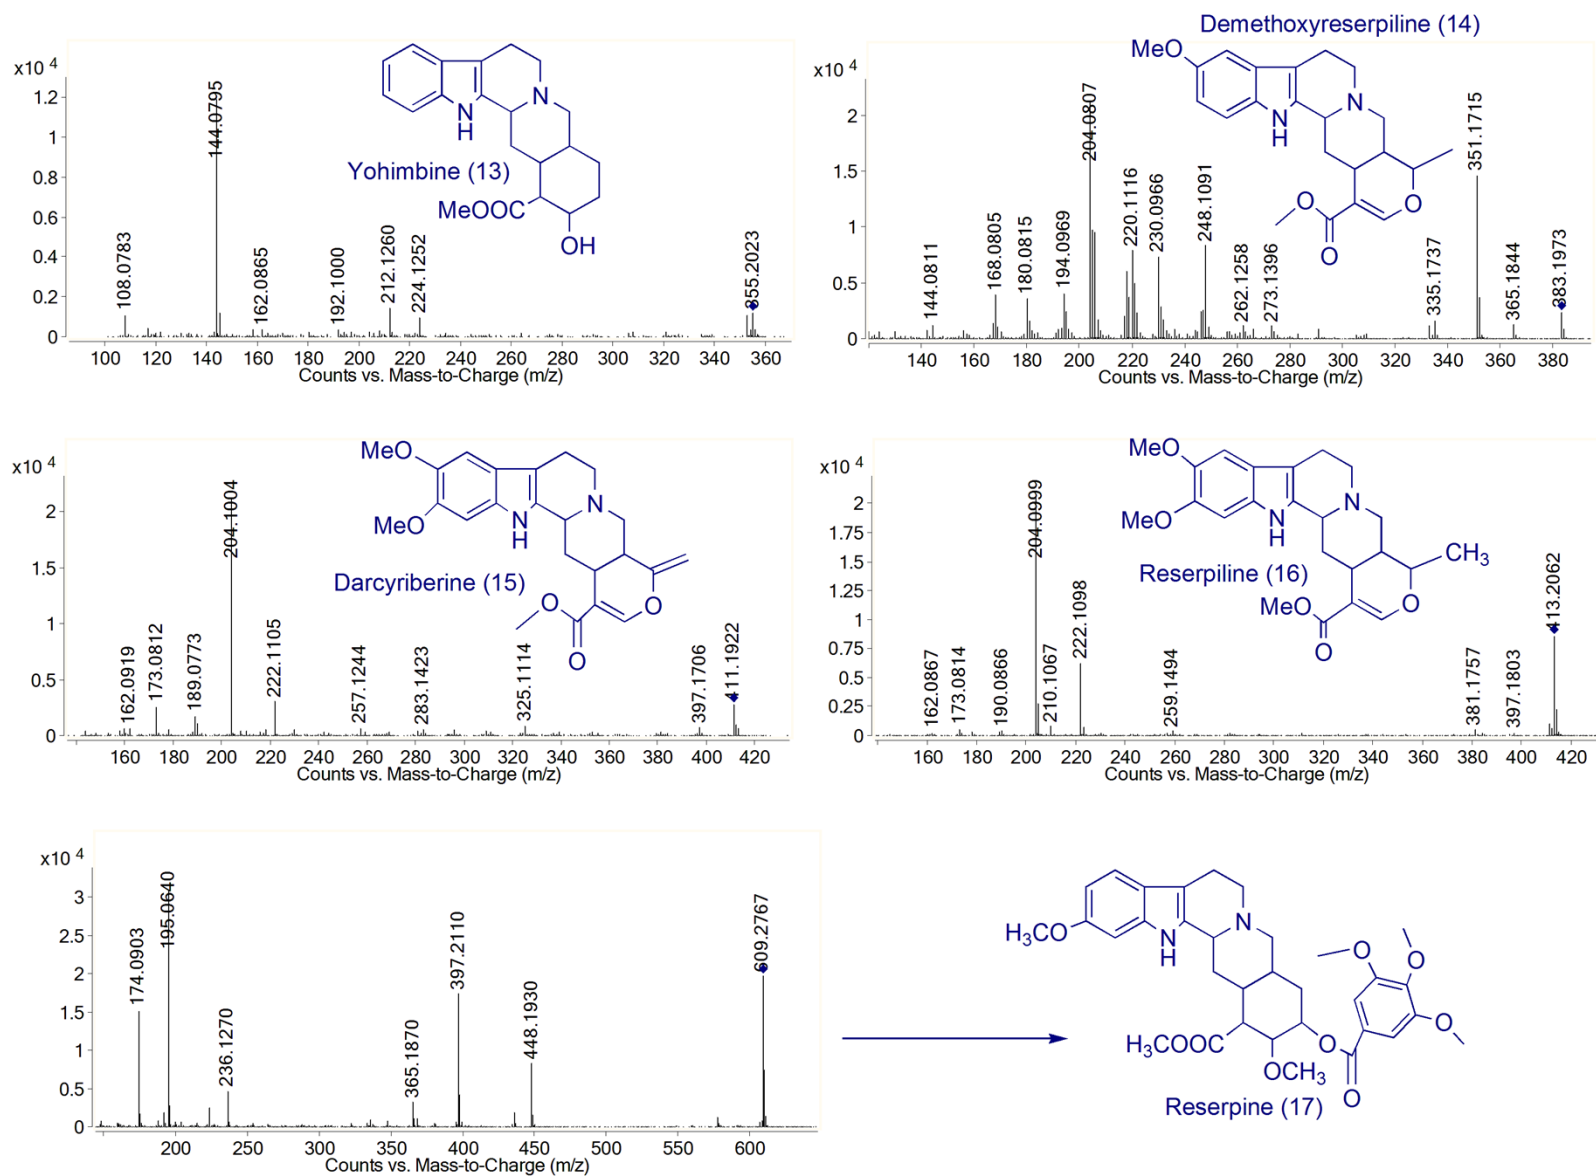 x10 4
1.2
1
0.8
0.6
0.4
0.2
0
144.0795
108.0783
162.0865
192.1000
212.1260
224.1252
355.2023
N
N
H
Yohimbine (13)
MeOOC
OH
100 120 140 160 180 200 220 240 260 280 300 320 340 360
Counts vs. Mass-to-Charge (m/z)
Demethoxyreserpiline (14)
x10 4
2
1.5
1
0.5
0
MeO
N
N
H
O
O
O
144.0811
168.0805
180.0815
194.0969
204.0807
220.1116
230.0966
248.1091
262.1258
273.1396
335.1737
351.1715
365.1844
383.1973
140 160 180 200 220 240 260 280 300 320 340 360 380
Counts vs. Mass-to-Charge (m/z)
x10 4
2
1.5
1
0.5
0
MeO
MeO
N
N
H
Darcyriberine (15)
O
O
O
162.0919
173.0812
189.0773
204.1004
222.1105
257.1244
283.1423
325.1114
397.1706
411.1922
160 180 200 220 240 260 280 300 320 340 360 380 400 420
Counts vs. Mass-to-Charge (m/z)
x10 4
2
1.75
1.5
1.25
1
0.75
0.5
0.25
0
MeO
MeO
N
N
H
CH3
Reserpiline (16)
MeO
O
O
162.0867
173.0814
190.0866
204.0999
210.1067
222.1098
259.1494
381.1757
397.1803
413.2062
160 180 200 220 240 260 280 300 320 340 360 380 400 420
Counts vs. Mass-to-Charge (m/z)
x10 4
3
2.5
2
1.5
1
0.5
0
174.0903
195.0640
236.1270
365.1870
397.2110
448.1930
609.2767
200 250 300 350 400 450 500 550 600
Counts vs. Mass-to-Charge (m/z)
H3CO
N
N
H
O
O
O
H3COOC
O
OCH3
O
Reserpine (17)